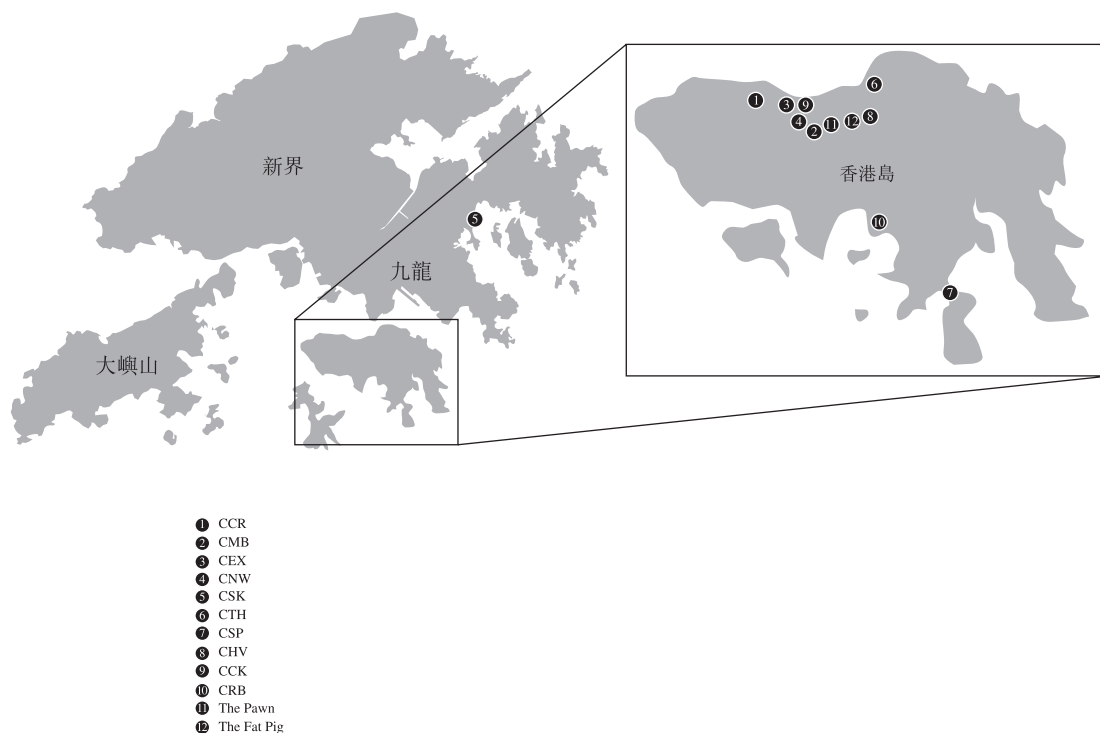 新界
九龍
大嶼山
香港島
1
3
9
6
4
2
11
12
8
10
7
5
1 CCR
2 CMB
3 CEX
4 CNW
5 CSK
6 CTH
7 CSP
8 CHV
9 CCK
10 CRB
11 The Pawn
12 The Fat Pig